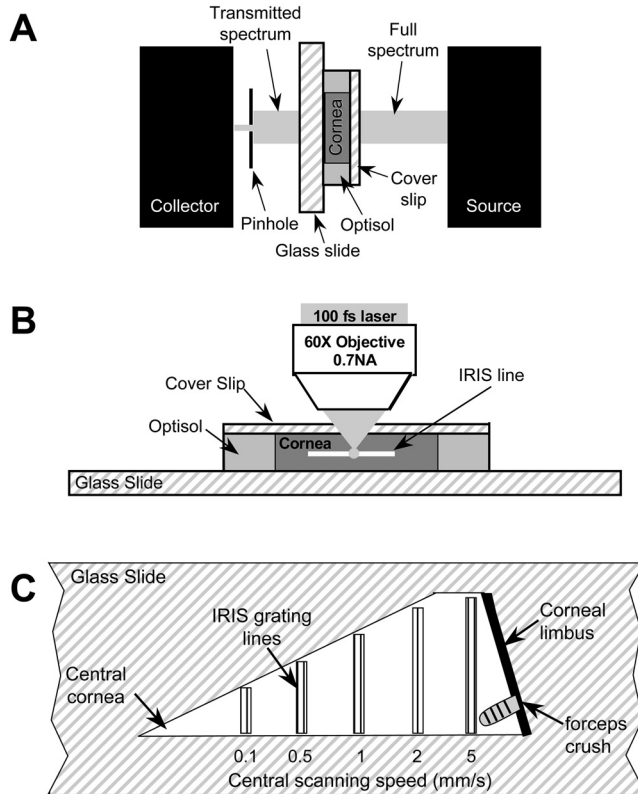 A
Transmitted
spectrum
Full
spectrum
Cornea
Collector
Pinhole
Glass slide
Optisol
Cover
slip
Source
B
100 fs laser
60X Objective
0.7NA
Cover Slip
IRIS line
Optisol
Cornea
Glass Slide
C
Glass Slide
IRIS grating
lines
Corneal
limbus
Central
cornea
forceps
crush
0.1 0.5 1 2 5
Central scanning speed (mm/s)